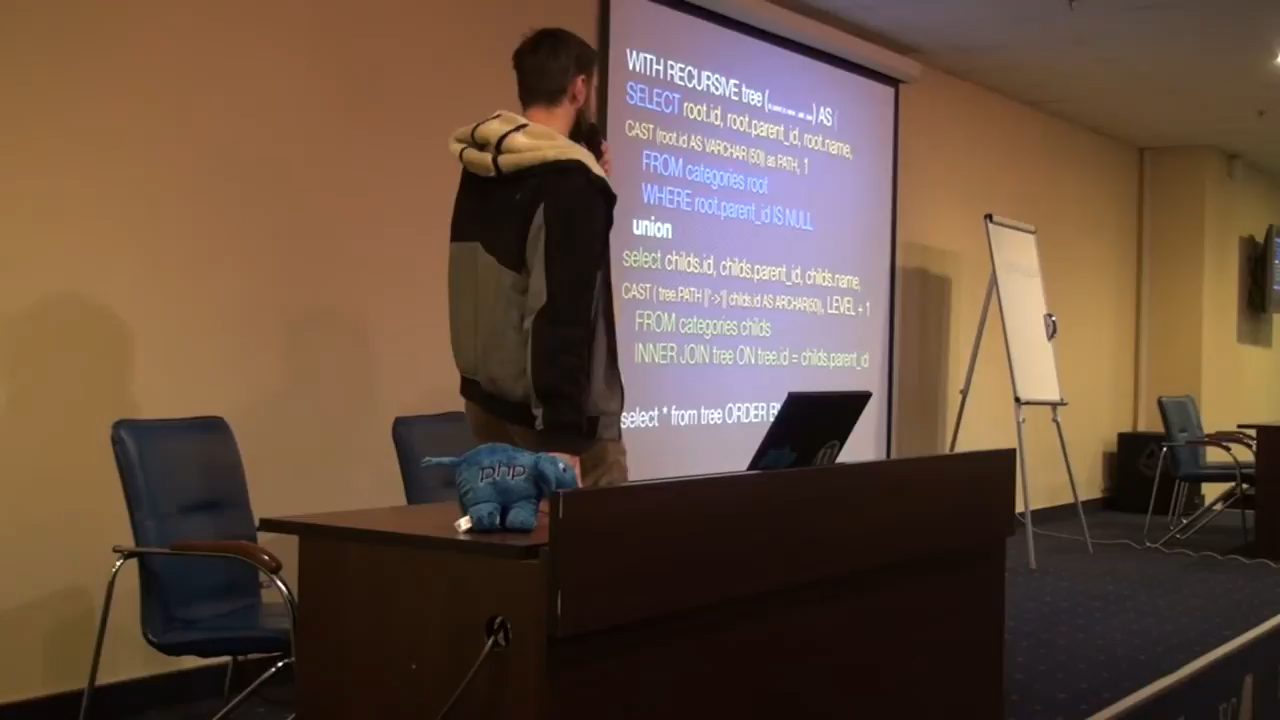 WITH RECURSIVE tree ( ) AS (
SELECT root.id, root.parent_id, root.name,
CAST (root.id AS VARCHAR (50)) as PATH, 1
FROM categories root
WHERE root.parent_id IS NULL
union
select childs.id, childs.parent_id, childs.name,
CAST ( tree.PATH ||'->'|| childs.id AS ARCHAR(50)), LEVEL + 1
FROM categories childs
INNER JOIN tree ON tree.id = childs.parent_id
select * from tree ORDER BY
php